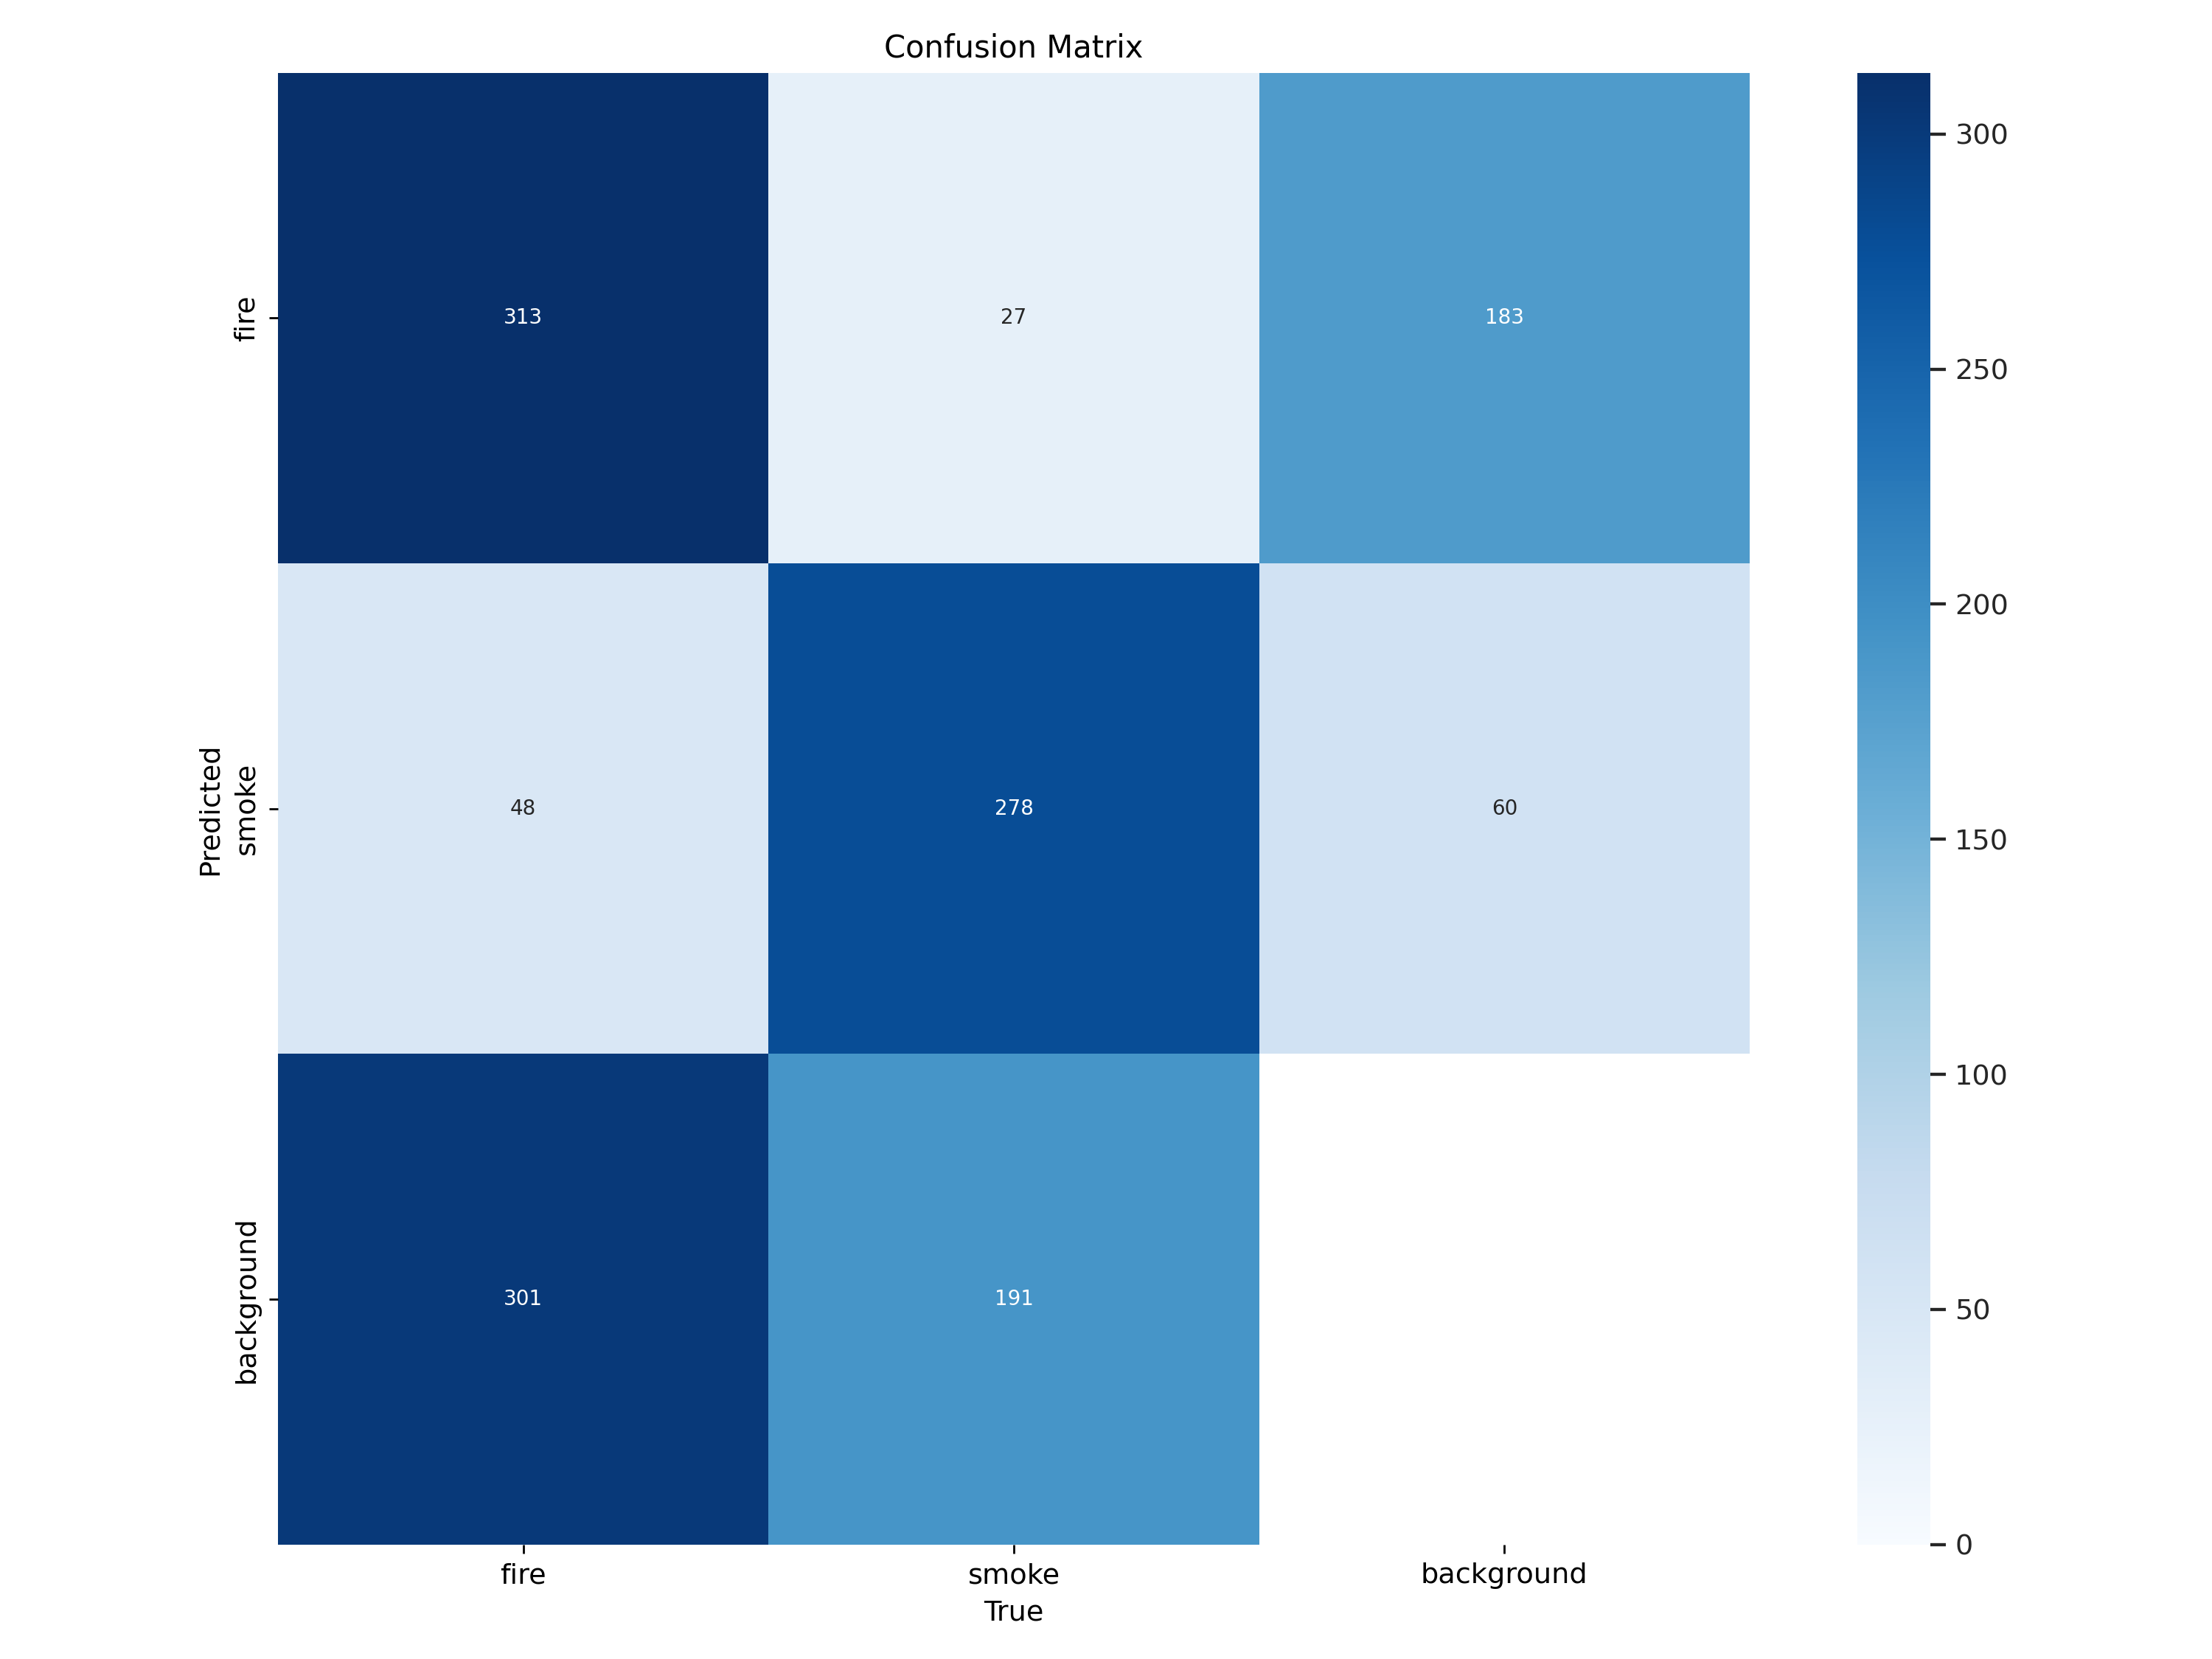 Confusion Matrix
fire
313
27
183
300
250
200
Predicted
smoke
48
278
60
150
100
background
301
191
50
0
fire
smoke
background
True